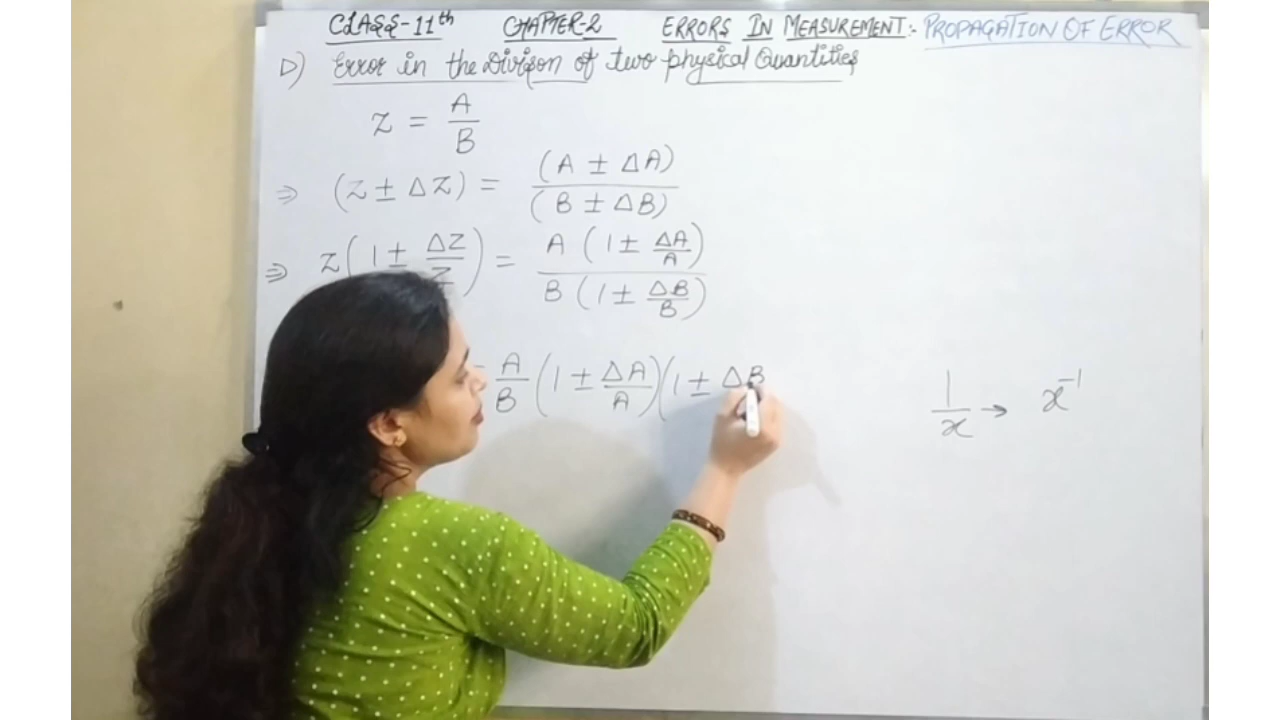 CLASS-11th CHAPTER-2 ERRORS IN MEASUREMENT:- PROPAGATION OF ERROR
D) Error in the Divison of two physical Quantities
Z = A/B
⇒ (Z ± ΔZ) = (A ± ΔA)/(B ± ΔB)
⇒ Z(1 ± ΔZ/Z) = A(1 ± ΔA/A)/B(1 ± ΔB/B)
= A/B (1 ± ΔA/A)(1 ± ΔB
1/x → x⁻¹